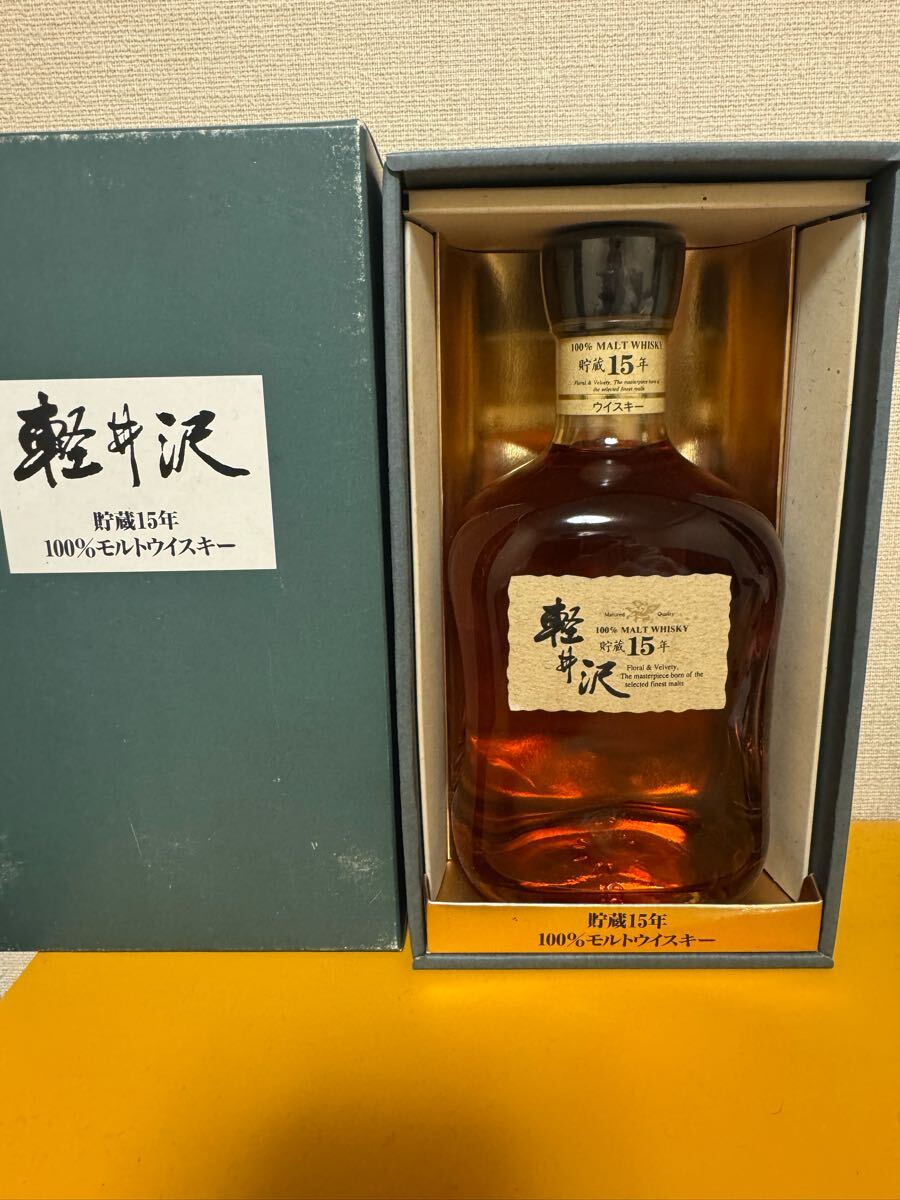 軽井沢
貯蔵15年
100%モルトウイスキー
100% MALT WHISKY
貯蔵15年
Floral & Velvety, The masterpiece born of
the selected finest malts
ウイスキー
Matured Quality
100% MALT WHISKY
貯蔵15年
軽井沢
Floral & Velvety,
The masterpiece born of the
selected finest malts
貯蔵15年
100%モルトウイスキー